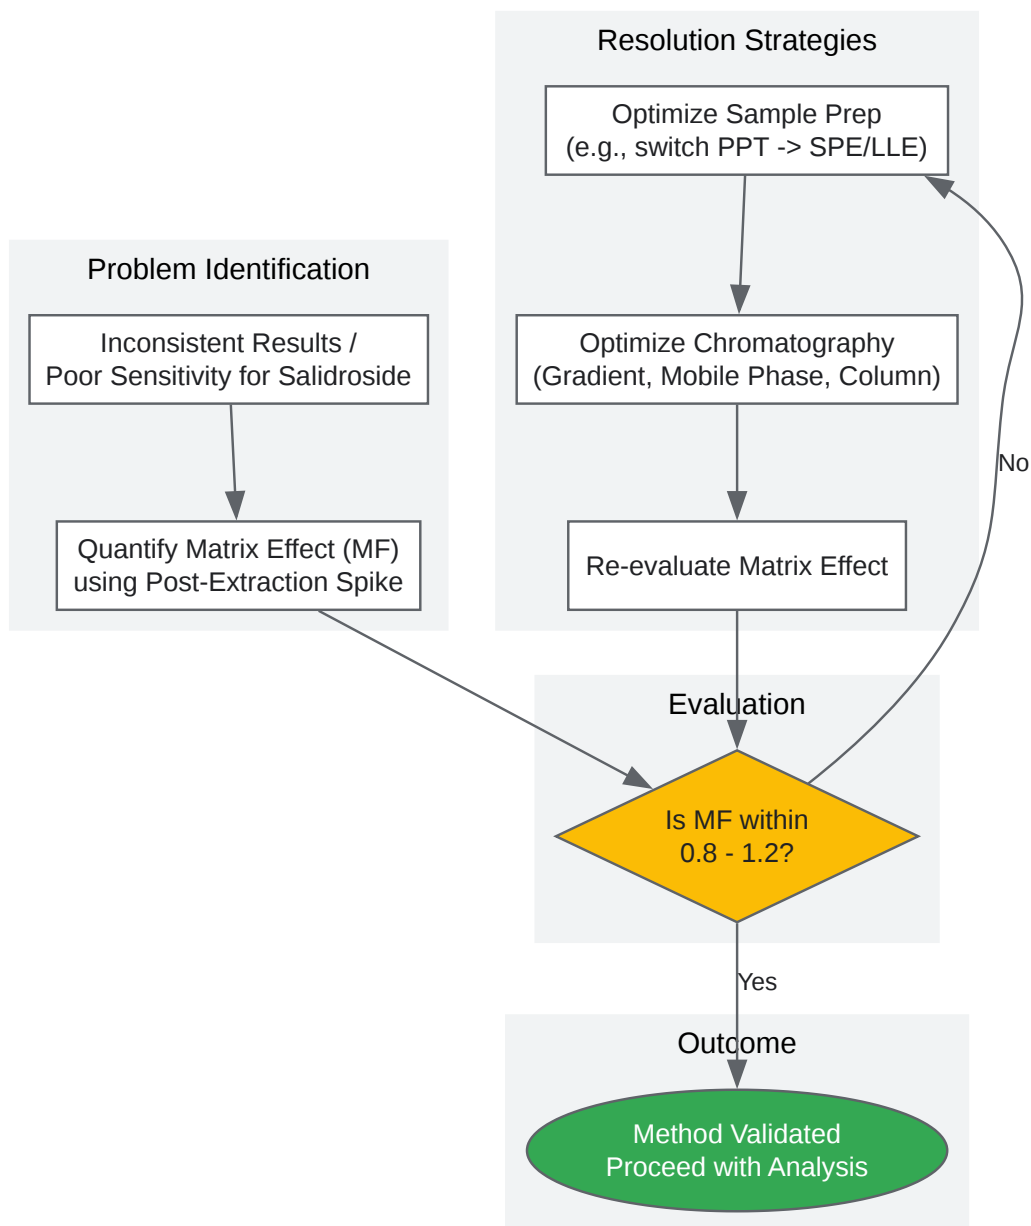 Resolution Strategies
Optimize Sample Prep
(e.g., switch PPT -> SPE/LLE)
Problem Identification
Inconsistent Results /
Poor Sensitivity for Salidroside
Optimize Chromatography
(Gradient, Mobile Phase, Column)
No
Quantify Matrix Effect (MF)
using Post-Extraction Spike
Re-evaluate Matrix Effect
Evaluation
Is MF within
0.8 - 1.2?
Yes
Outcome
Method Validated
Proceed with Analysis